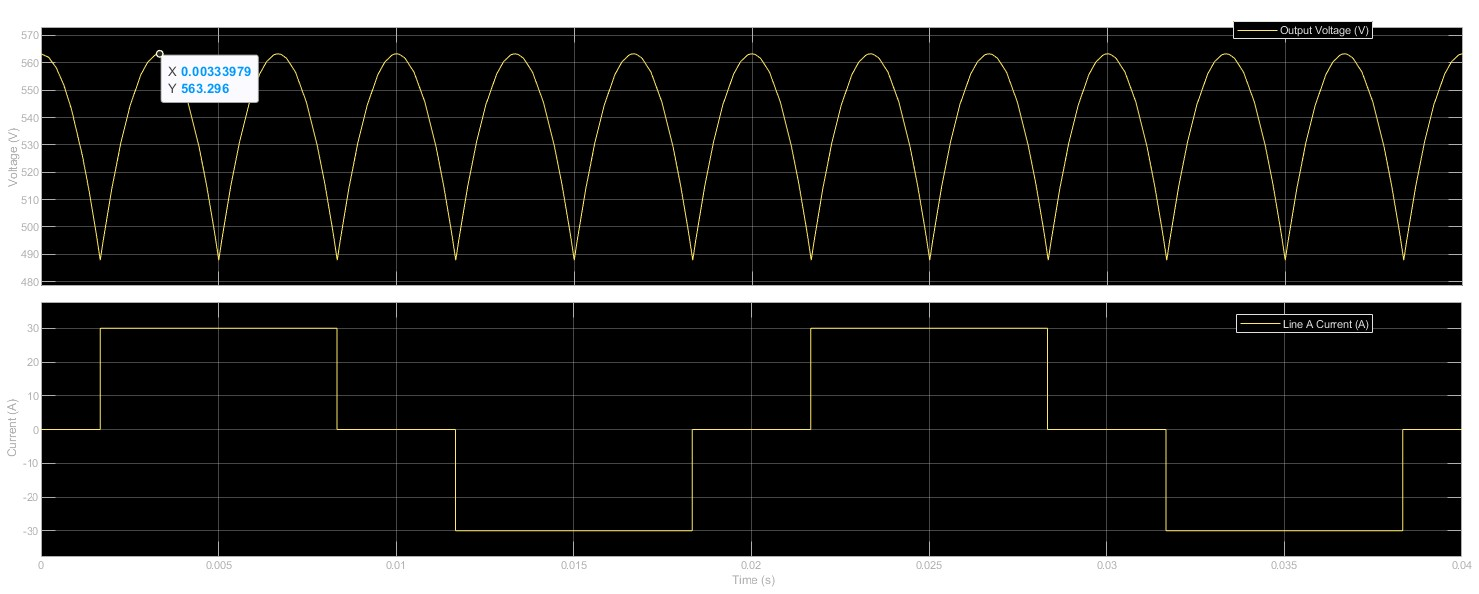 Output Voltage (V)
570
560
550
540
530
520
510
500
490
480
Voltage (V)
X 0.00333979
Y 563.296
Line A Current (A)
30
20
10
0
-10
-20
-30
Current (A)
0 0.005 0.01 0.015 0.02 0.025 0.03 0.035 0.04
Time (s)